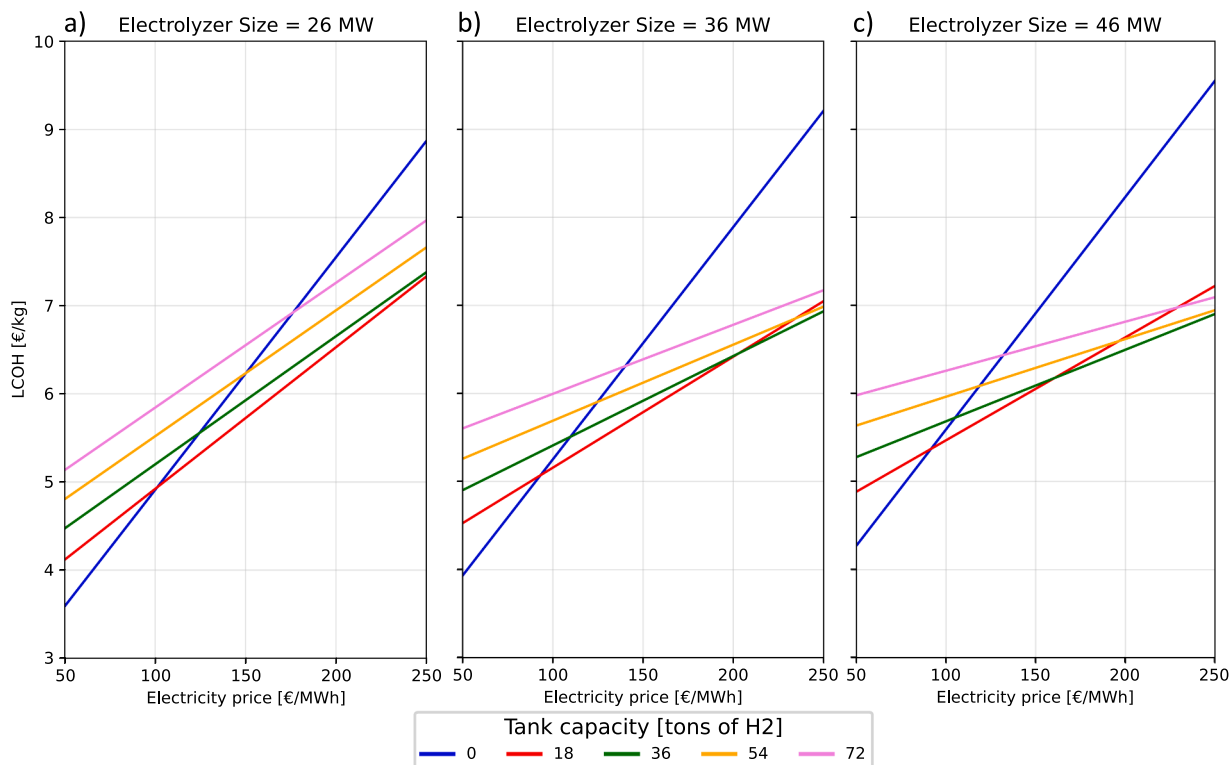 a) Electrolyzer Size = 26 MW
b) Electrolyzer Size = 36 MW
c) Electrolyzer Size = 46 MW
10
9
8
7
6
5
4
3
LCOH [€/kg]
50 100 150 200 250
50 100 150 200 250
50 100 150 200 250
Electricity price [€/MWh]
Electricity price [€/MWh]
Electricity price [€/MWh]
Tank capacity [tons of H2]
0 18 36 54 72